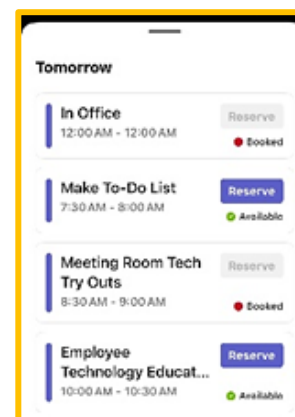 Tomorrow
In Office
Reserve
12:00 AM - 12:00 AM
Booked
Make To-Do List
Reserve
7:30 AM - 8:00 AM
Available
Meeting Room Tech
Try Outs
Reserve
8:30 AM - 9:00 AM
Booked
Employee
Technology Educat...
Reserve
10:00 AM - 10:30 AM
Available